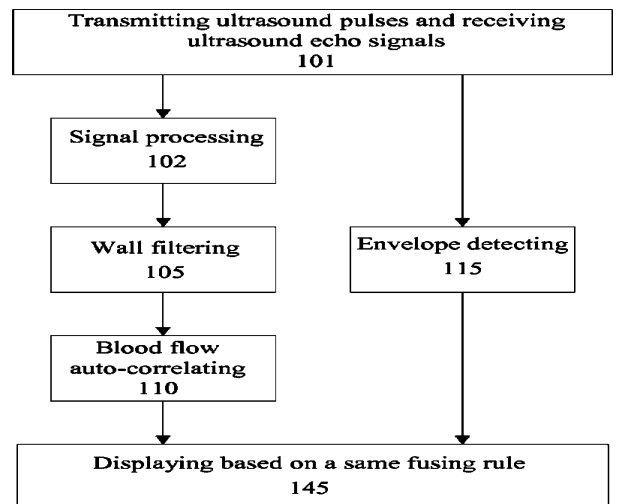 Transmitting ultrasound pulses and receiving
ultrasound echo signals
101
Signal processing
102
Wall filtering
105
Envelope detecting
115
Blood flow
auto-correlating
110
Displaying based on a same fusing rule
145